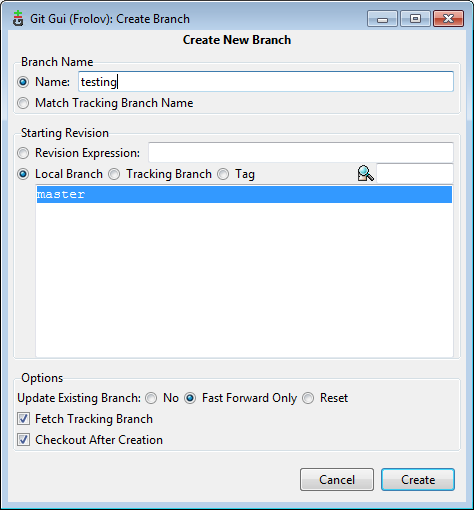 Git Gui (Frolov): Create Branch
Create New Branch
Branch Name
Name: testing
Match Tracking Branch Name
Starting Revision
Revision Expression:
Local Branch Tracking Branch Tag
master
Options
Update Existing Branch: No Fast Forward Only Reset
Fetch Tracking Branch
Checkout After Creation
Cancel Create